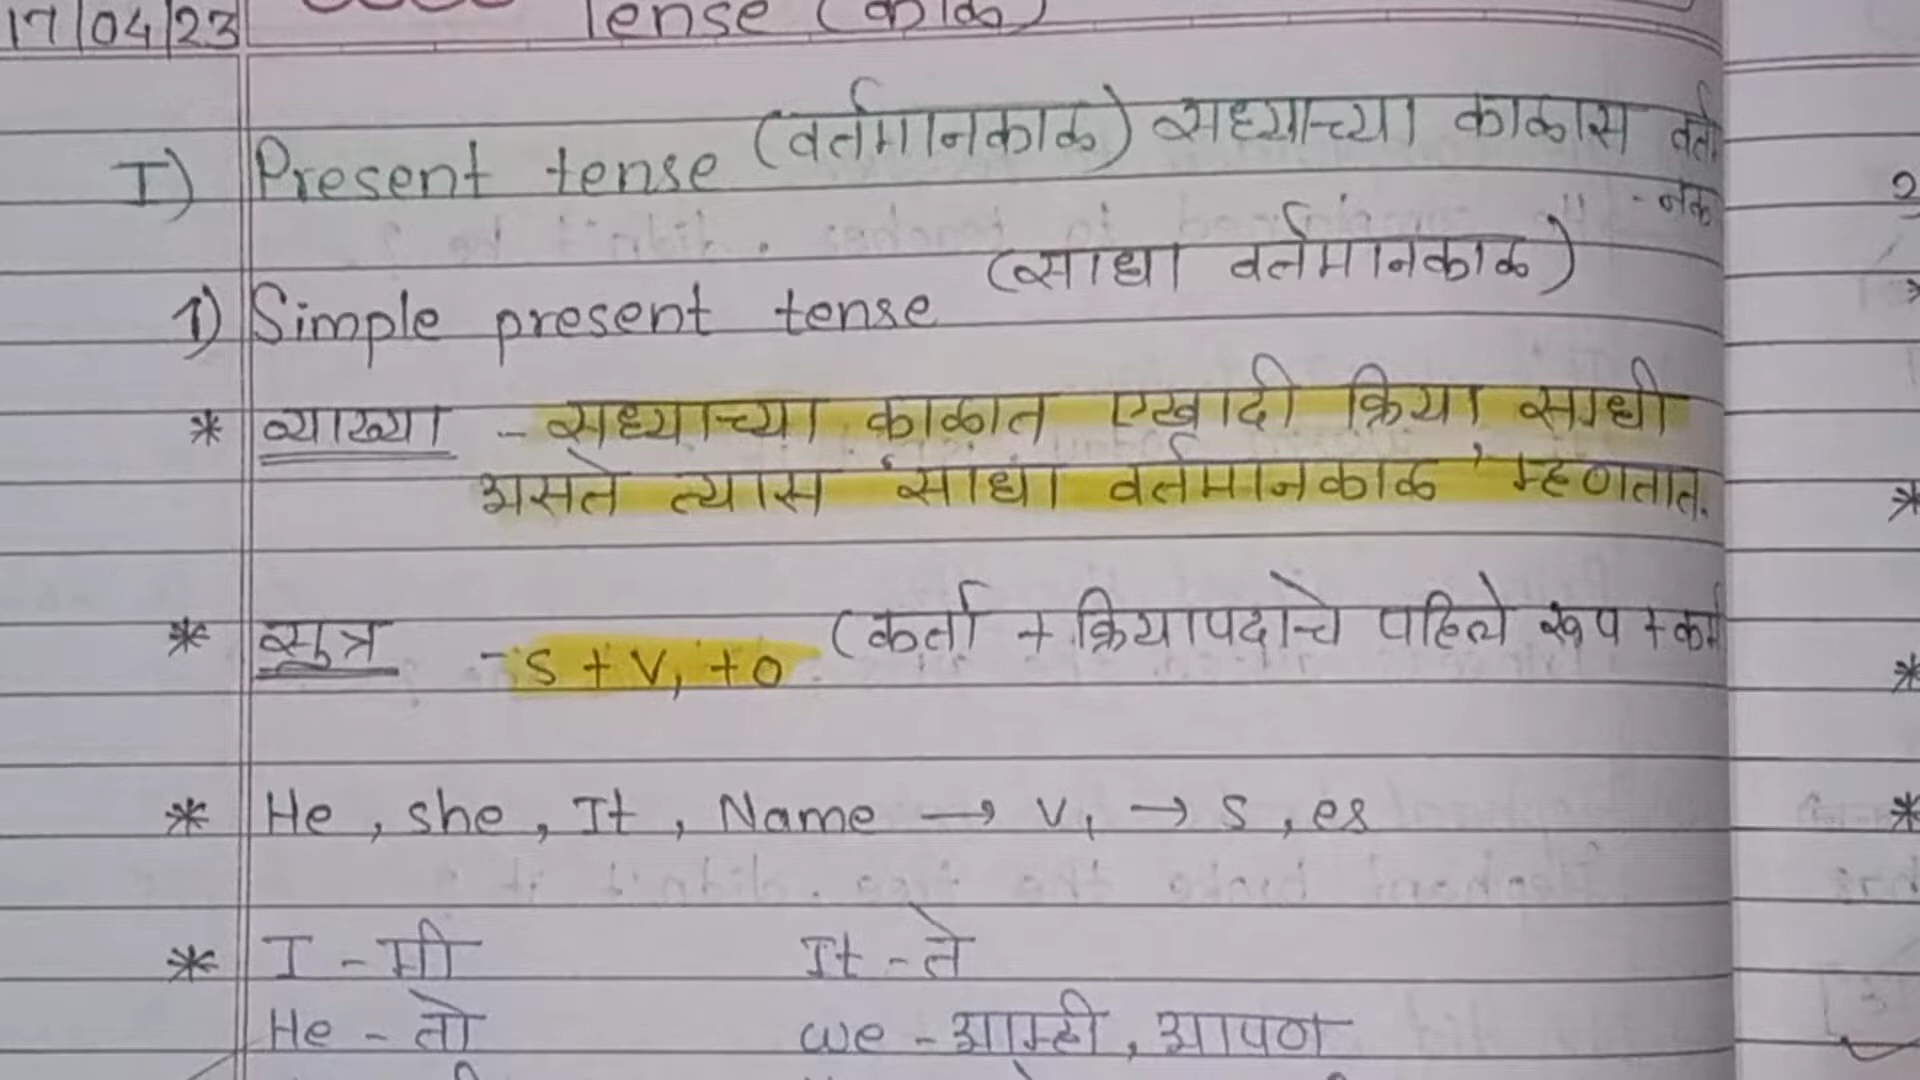 17/04/23
Tense (काळ)
I) Present tense (वर्तमानकाळ) सध्याच्या काळास वर्त
- नका
1) Simple present tense (साधा वर्तमानकाळ)
* व्याख्या - सध्याच्या काळात एखादी क्रिया साधी
असते त्यास 'साधा वर्तमानकाळ' म्हणतात.
* सूत्र - S + V₁ + O (कर्ता + क्रियापदाचे पहिले रूप + कर्म
* He, she, It, Name → V₁ → s, es
* I - मी It - ते
He - तो we - आम्ही, आपण